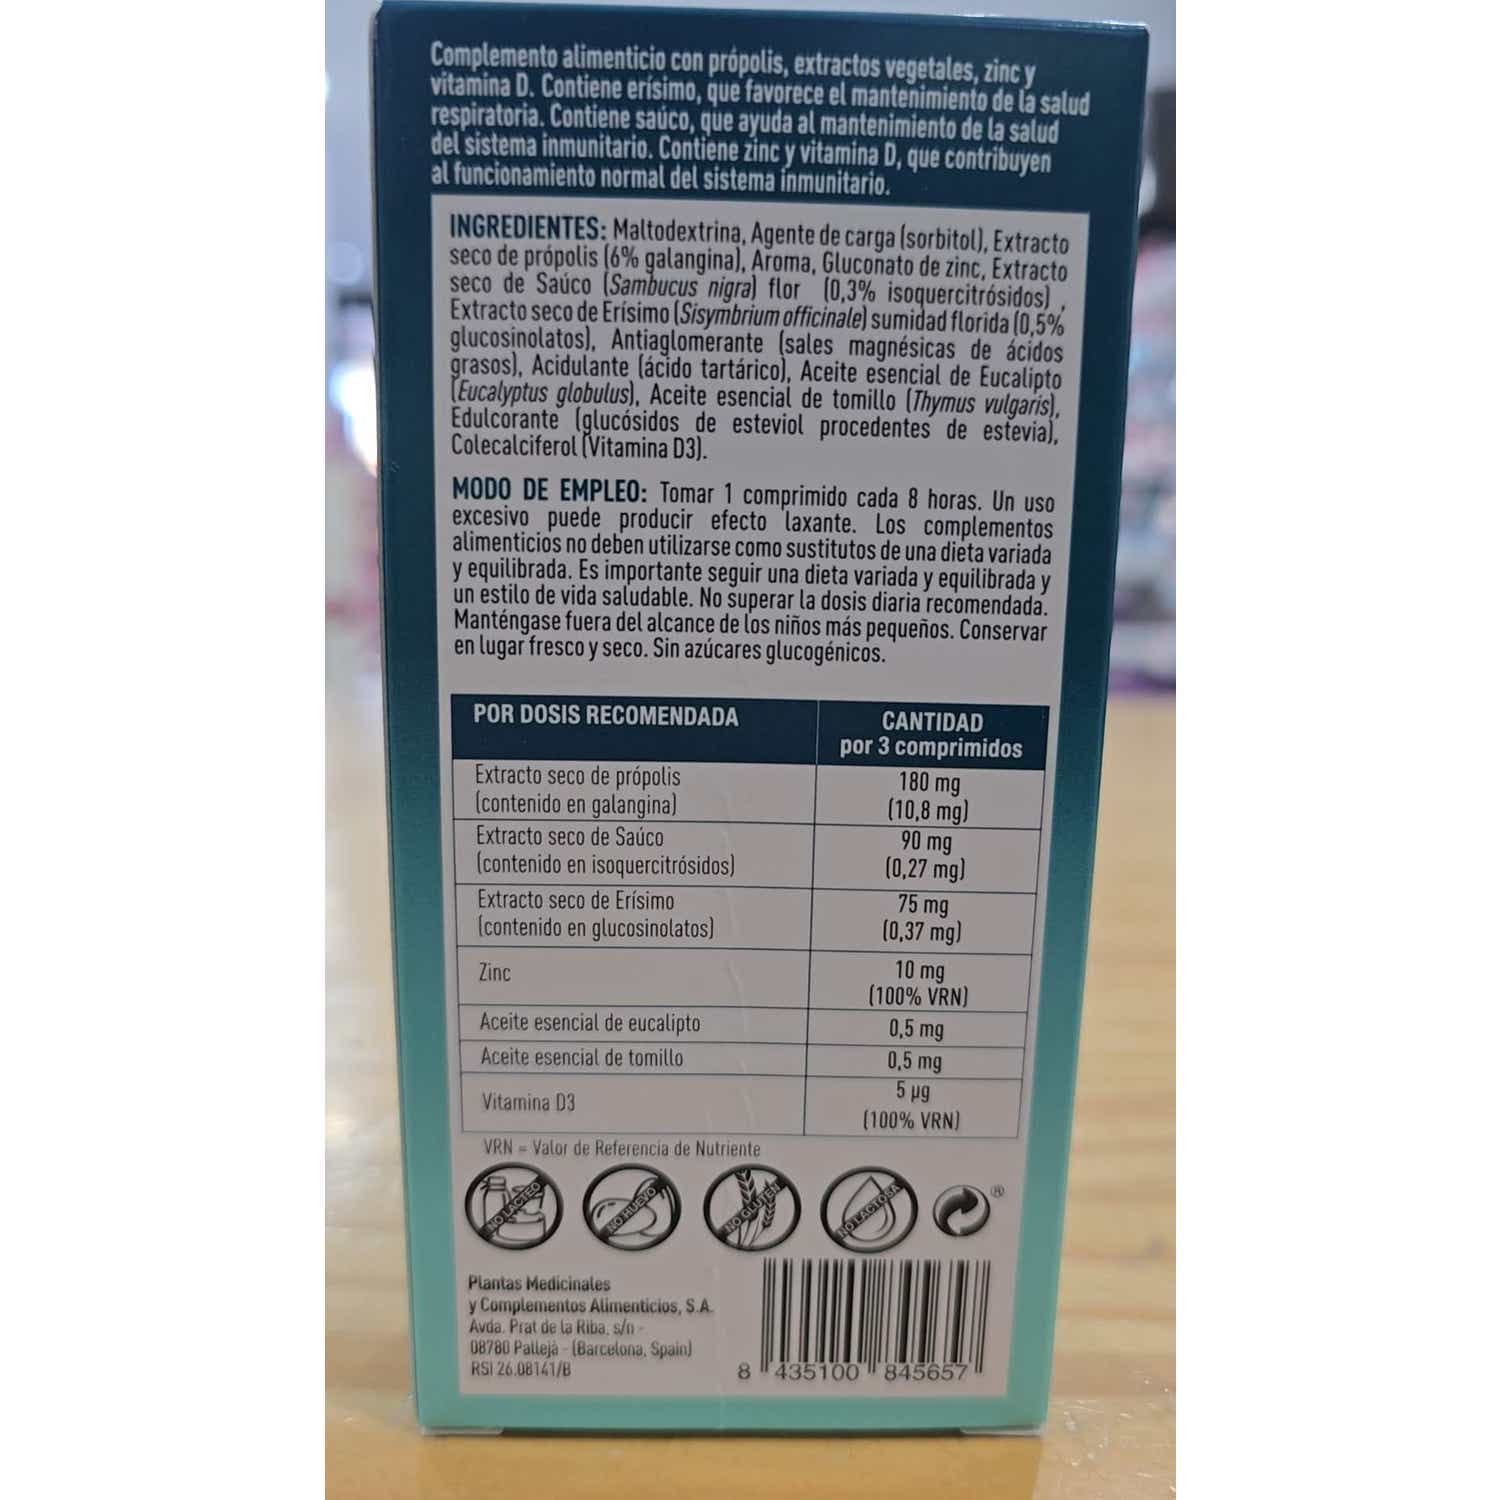 Complemento alimenticio con própolis, extractos vegetales, zinc y
vitamina D. Contiene erísimo, que favorece el mantenimiento de la salud
respiratoria. Contiene saúco, que ayuda al mantenimiento de la salud
del sistema inmunitario. Contiene zinc y vitamina D, que contribuyen
al funcionamiento normal del sistema inmunitario.
INGREDIENTES: Maltodextrina, Agente de carga (sorbitol), Extracto
seco de própolis (6% galangina), Aroma, Gluconato de zinc, Extracto
seco de Saúco (Sambucus nigra) flor (0,3% isoquercitrósidos) ,
Extracto seco de Erísimo (Sisymbrium officinale) sumidad florida (0,5%
glucosinolatos), Antiaglomerante (sales magnésicas de ácidos
grasos), Acidulante (ácido tartárico), Aceite esencial de Eucalipto
(Eucalyptus globulus), Aceite esencial de tomillo (Thymus vulgaris),
Edulcorante (glucósidos de esteviol procedentes de estevia),
Colecalciferol (Vitamina D3).
MODO DE EMPLEO: Tomar 1 comprimido cada 8 horas. Un uso
excesivo puede producir efecto laxante. Los complementos
alimenticios no deben utilizarse como sustitutos de una dieta variada
y equilibrada. Es importante seguir una dieta variada y equilibrada y
un estilo de vida saludable. No superar la dosis diaria recomendada.
Manténgase fuera del alcance de los niños más pequeños. Conservar
en lugar fresco y seco. Sin azúcares glucogénicos.
POR DOSIS RECOMENDADA CANTIDAD
por 3 comprimidos
Extracto seco de própolis 180 mg
(contenido en galangina) (10,8 mg)
Extracto seco de Saúco 90 mg
(contenido en isoquercitrósidos) (0,27 mg)
Extracto seco de Erísimo 75 mg
(contenido en glucosinolatos) (0,37 mg)
Zinc 10 mg
(100% VRN)
Aceite esencial de eucalipto 0,5 mg
Aceite esencial de tomillo 0,5 mg
Vitamina D3 5 µg
(100% VRN)
VRN = Valor de Referencia de Nutriente
NO LACTEO NO HUEVO NO GLUTEN NO LACTOSA ®
Plantas Medicinales
y Complementos Alimenticios, S.A.
Avda. Prat de la Riba, s/n -
08780 Pallejà - (Barcelona, Spain)
RSI 26.08141/B
8 435100 845657